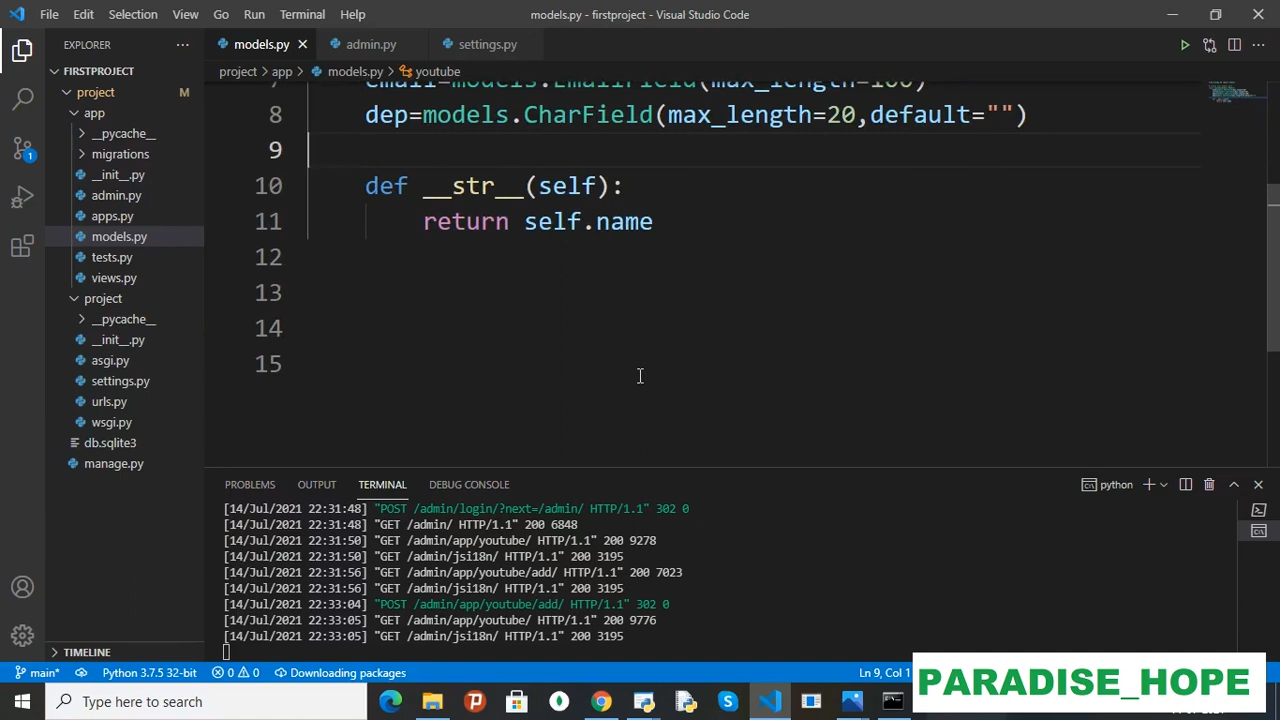 File Edit Selection View Go Run Terminal Help models.py - firstproject - Visual Studio Code
EXPLORER
models.py admin.py settings.py
project > app > models.py > youtube
FIRSTPROJECT
project M
app
__pycache__
migrations
__init__.py
admin.py
apps.py
models.py
tests.py
views.py
project
__pycache__
__init__.py
asgi.py
settings.py
urls.py
wsgi.py
db.sqlite3
manage.py
TIMELINE
7 email=models.EmailField(max_length=100)
8 dep=models.CharField(max_length=20,default="")
9
10 def __str__(self):
11 return self.name
12
13
14
15
PROBLEMS OUTPUT TERMINAL DEBUG CONSOLE python
[14/Jul/2021 22:31:48] "POST /admin/login/?next=/admin/ HTTP/1.1" 302 0
[14/Jul/2021 22:31:48] "GET /admin/ HTTP/1.1" 200 6848
[14/Jul/2021 22:31:50] "GET /admin/app/youtube/ HTTP/1.1" 200 9278
[14/Jul/2021 22:31:50] "GET /admin/jsi18n/ HTTP/1.1" 200 3195
[14/Jul/2021 22:31:56] "GET /admin/app/youtube/add/ HTTP/1.1" 200 7023
[14/Jul/2021 22:31:56] "GET /admin/jsi18n/ HTTP/1.1" 200 3195
[14/Jul/2021 22:33:04] "POST /admin/app/youtube/add/ HTTP/1.1" 302 0
[14/Jul/2021 22:33:05] "GET /admin/app/youtube/ HTTP/1.1" 200 9776
[14/Jul/2021 22:33:05] "GET /admin/jsi18n/ HTTP/1.1" 200 3195
1
main* Python 3.7.5 32-bit 0 0 Downloading packages Ln 9, Col 1
Type here to search
PARADISE_HOPE